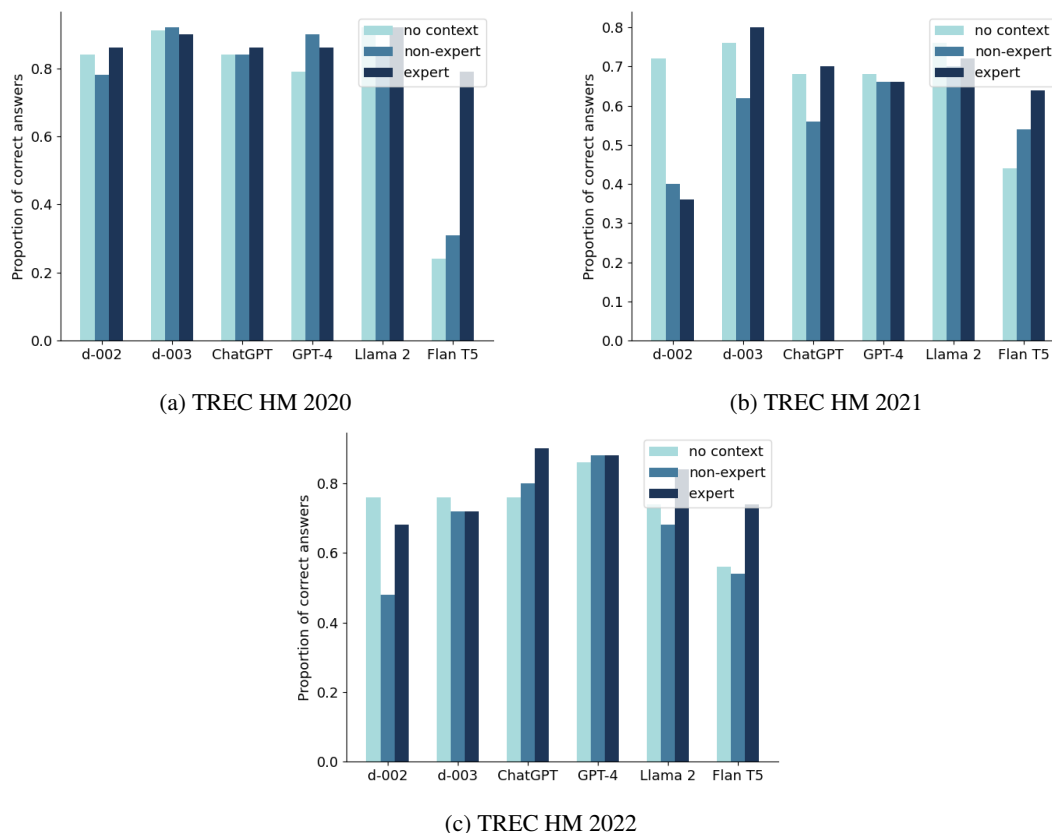 no context
non-expert
expert
Proportion of correct answers
0.8
0.6
0.4
0.2
0.0
d-002 d-003 ChatGPT GPT-4 Llama 2 Flan T5
(a) TREC HM 2020
no context
non-expert
expert
Proportion of correct answers
0.8
0.7
0.6
0.5
0.4
0.3
0.2
0.1
0.0
d-002 d-003 ChatGPT GPT-4 Llama 2 Flan T5
(b) TREC HM 2021
no context
non-expert
expert
Proportion of correct answers
0.8
0.6
0.4
0.2
0.0
d-002 d-003 ChatGPT GPT-4 Llama 2 Flan T5
(c) TREC HM 2022